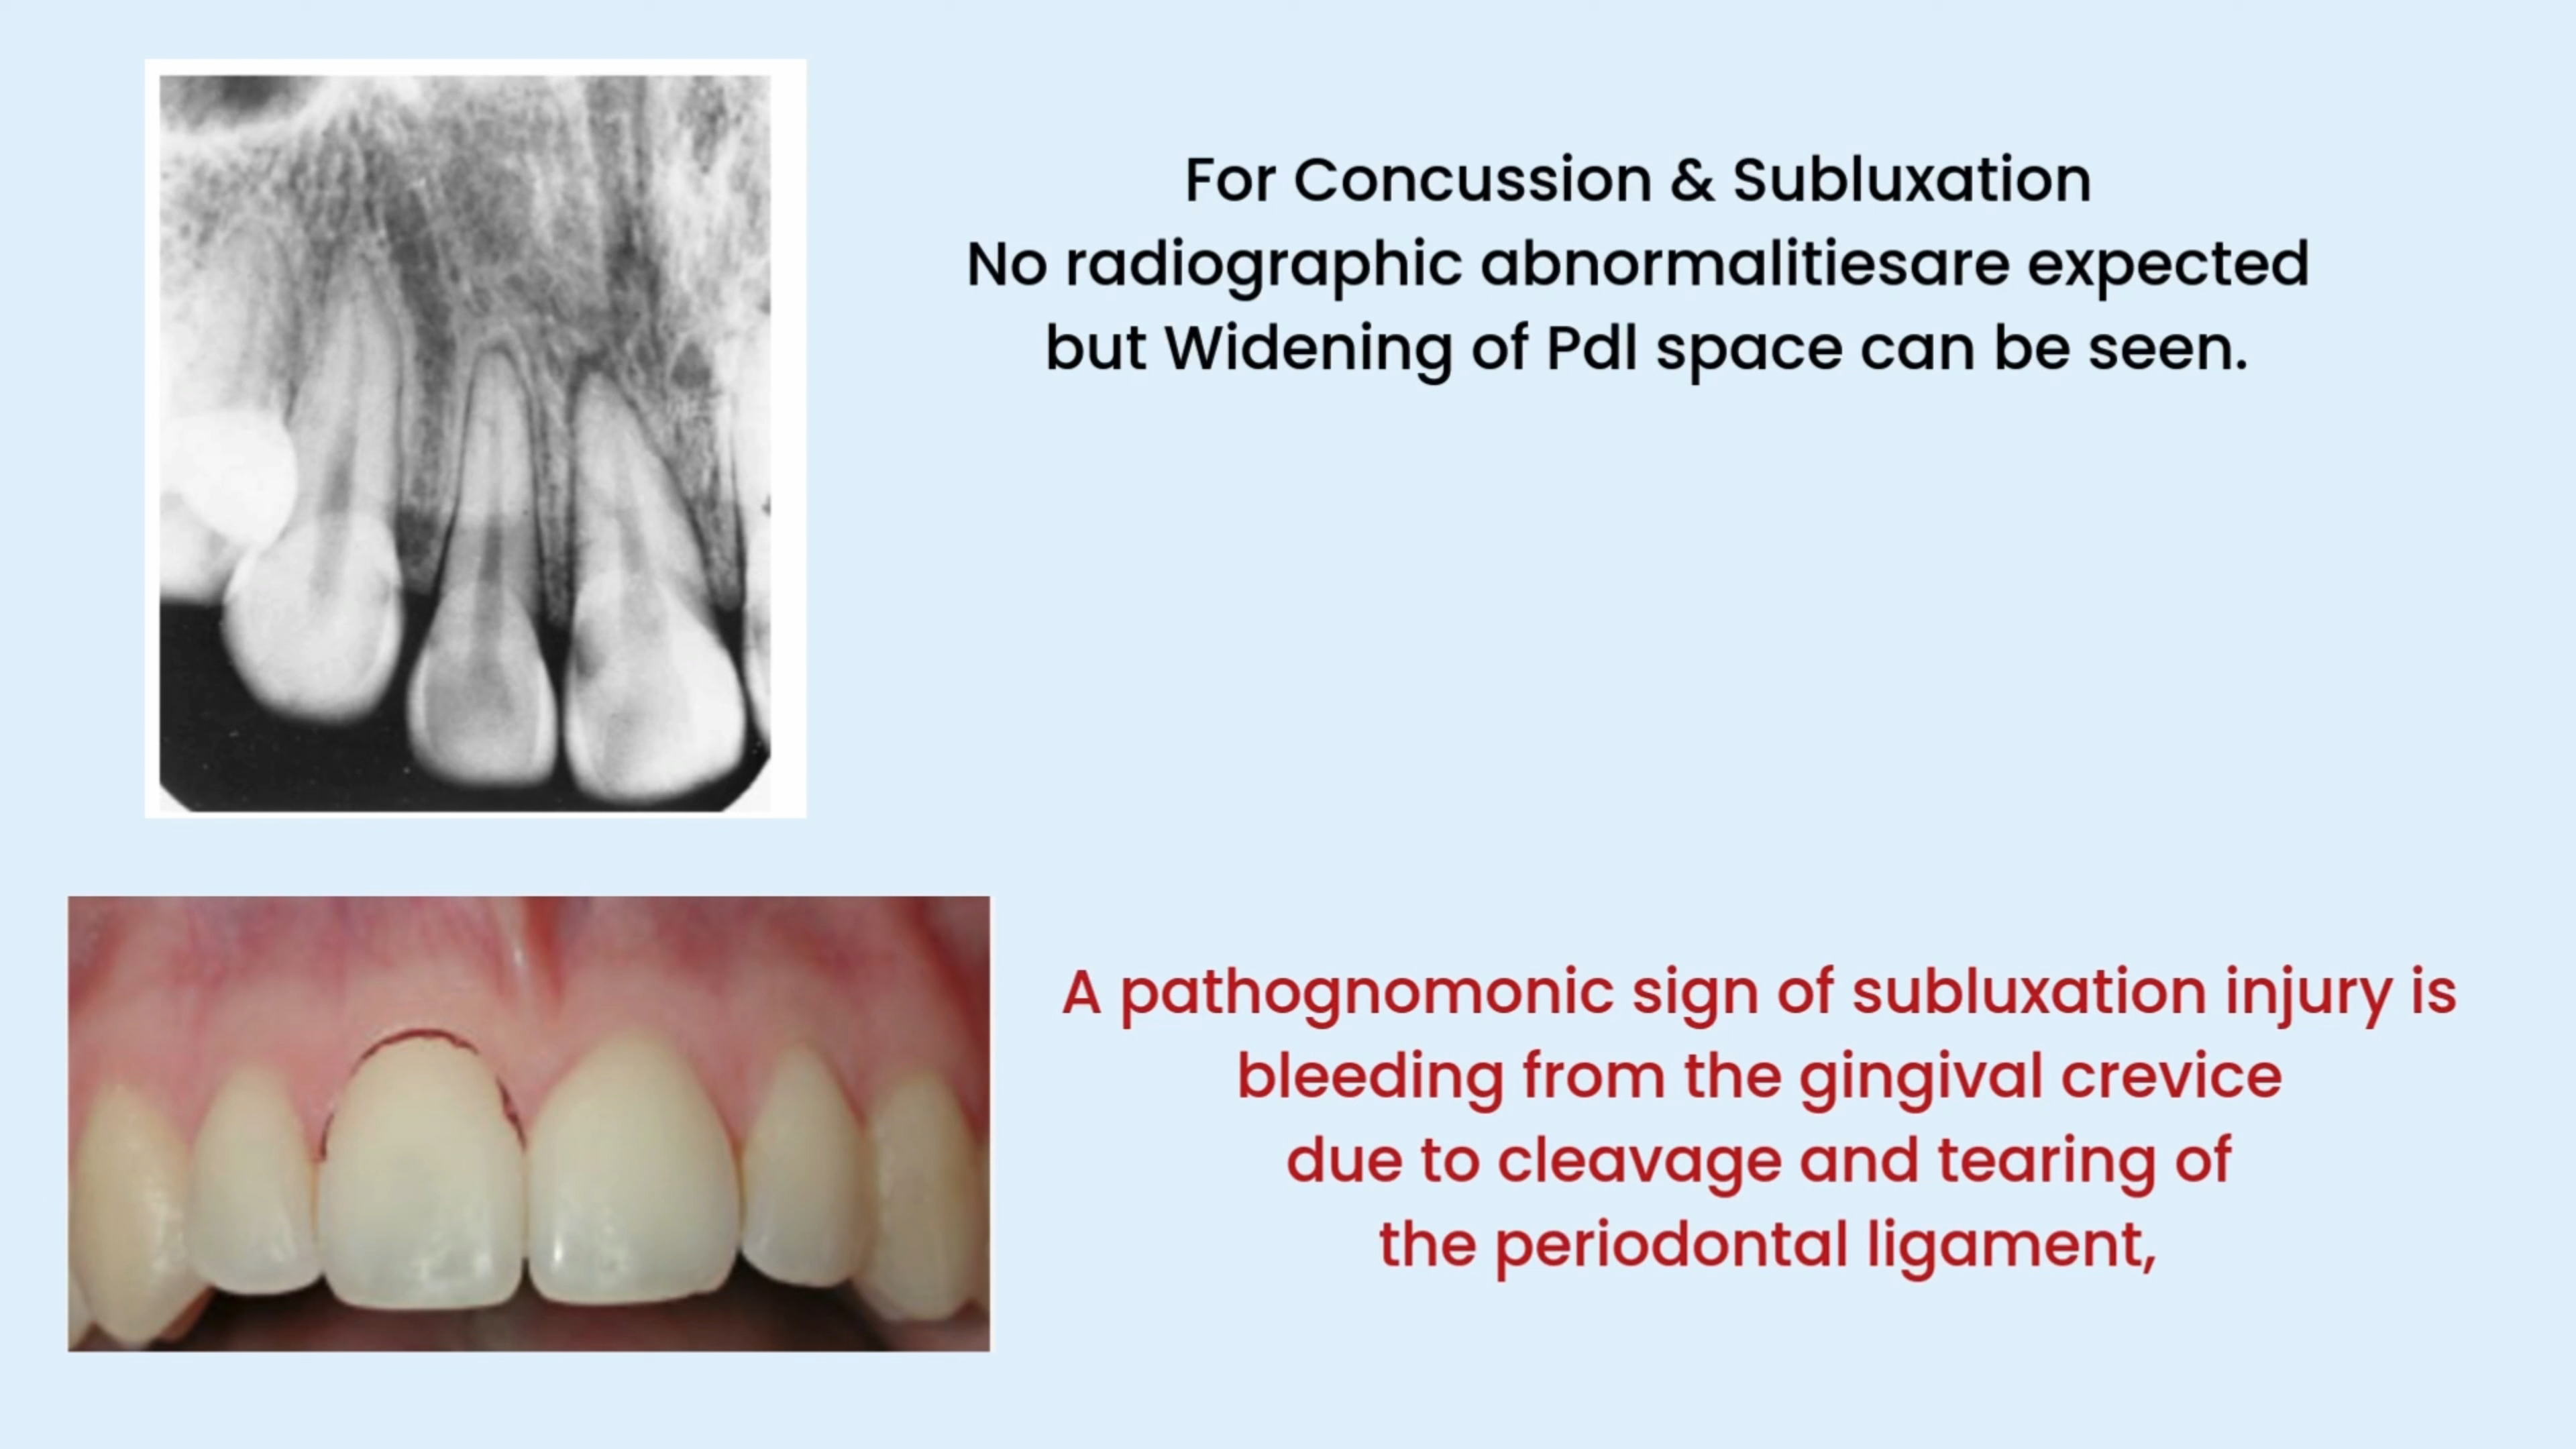 For Concussion & Subluxation
No radiographic abnormalitiesare expected
but Widening of Pdl space can be seen.
A pathognomonic sign of subluxation injury is
bleeding from the gingival crevice
due to cleavage and tearing of
the periodontal ligament,